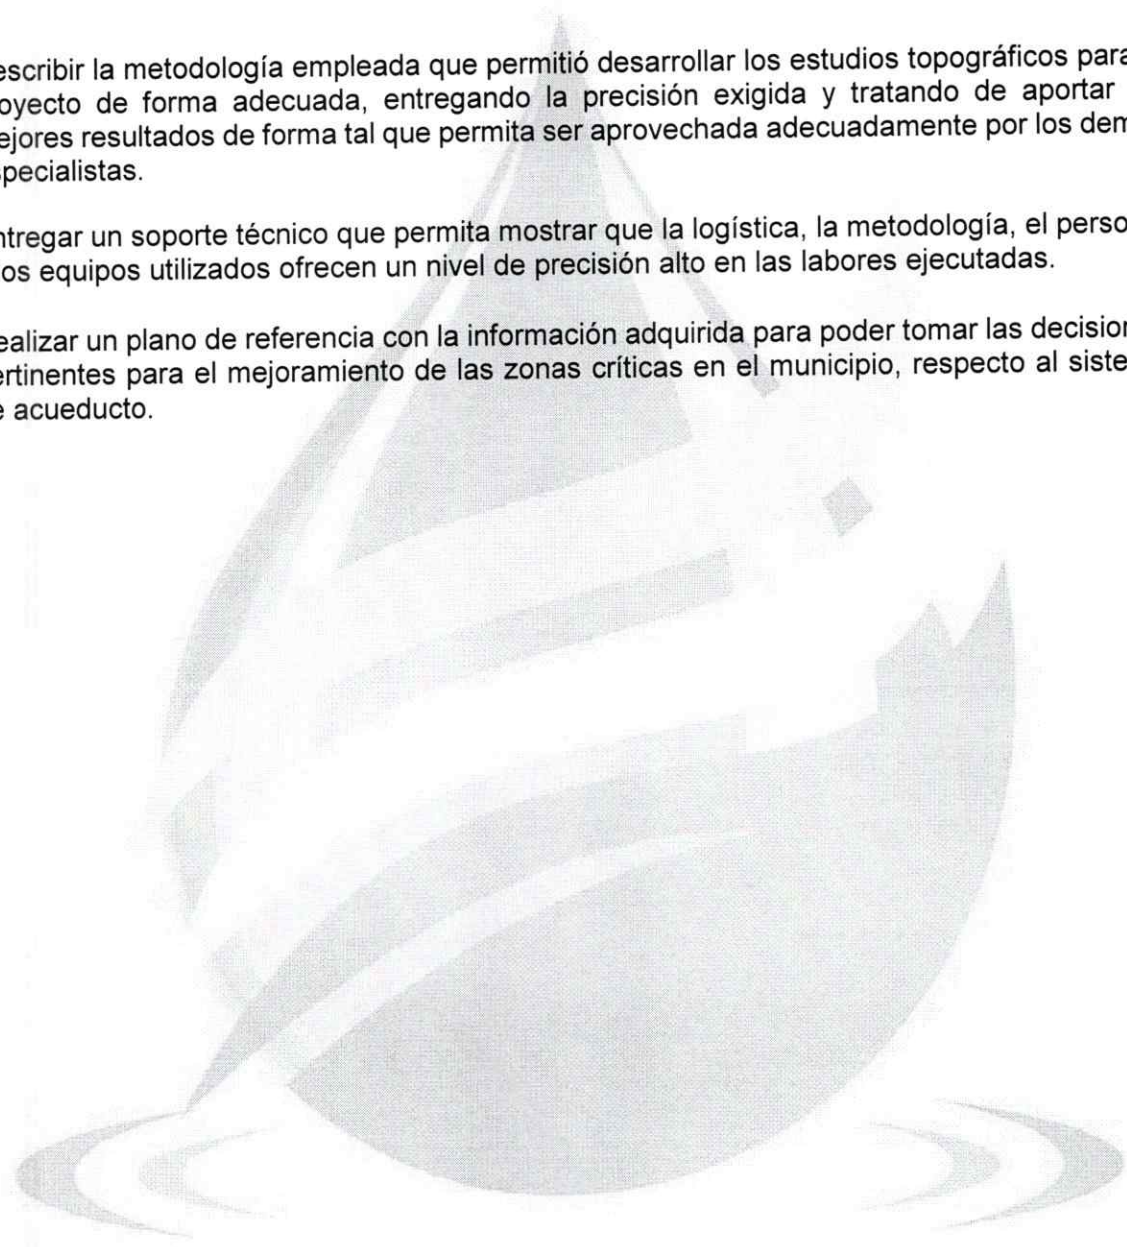 escribir la metodología empleada que permitió desarrollar los estudios topográficos para
oyecto de forma adecuada, entregando la precisión exigida y tratando de aportar
ejores resultados de forma tal que permita ser aprovechada adecuadamente por los dem
specialistas.
ntregar un soporte técnico que permita mostrar que la logística, la metodología, el perso
los equipos utilizados ofrecen un nivel de precisión alto en las labores ejecutadas.
ealizar un plano de referencia con la información adquirida para poder tomar las decision
ertinentes para el mejoramiento de las zonas críticas en el municipio, respecto al siste
e acueducto.